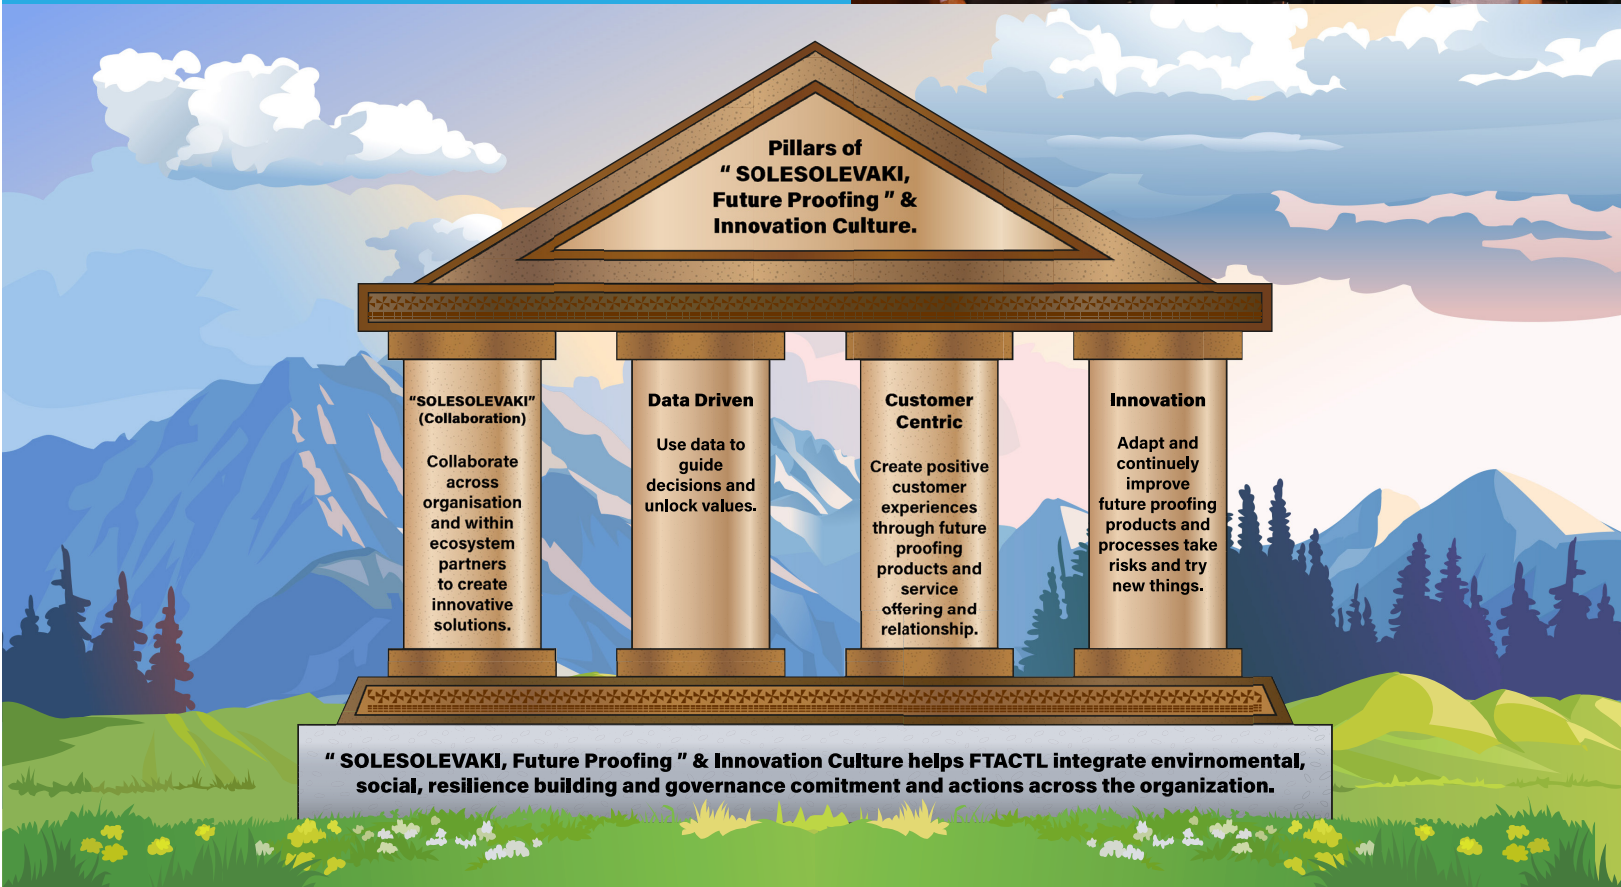 Pillars of
“ SOLESOLEVAKI,
Future Proofing ” &
Innovation Culture.
“SOLESOLEVAKI”
(Collaboration)
Collaborate
across
organisation
and within
ecosystem
partners
to create
innovative
solutions.
Data Driven
Use data to
guide
decisions and
unlock values.
Customer
Centric
Create positive
customer
experiences
through future
proofing
products and
service
offering and
relationship.
Innovation
Adapt and
continuely
improve
future proofing
products and
processes take
risks and try
new things.
“ SOLESOLEVAKI, Future Proofing ” & Innovation Culture helps FTACTL integrate envirnomental,
social, resilience building and governance comitment and actions across the organization.